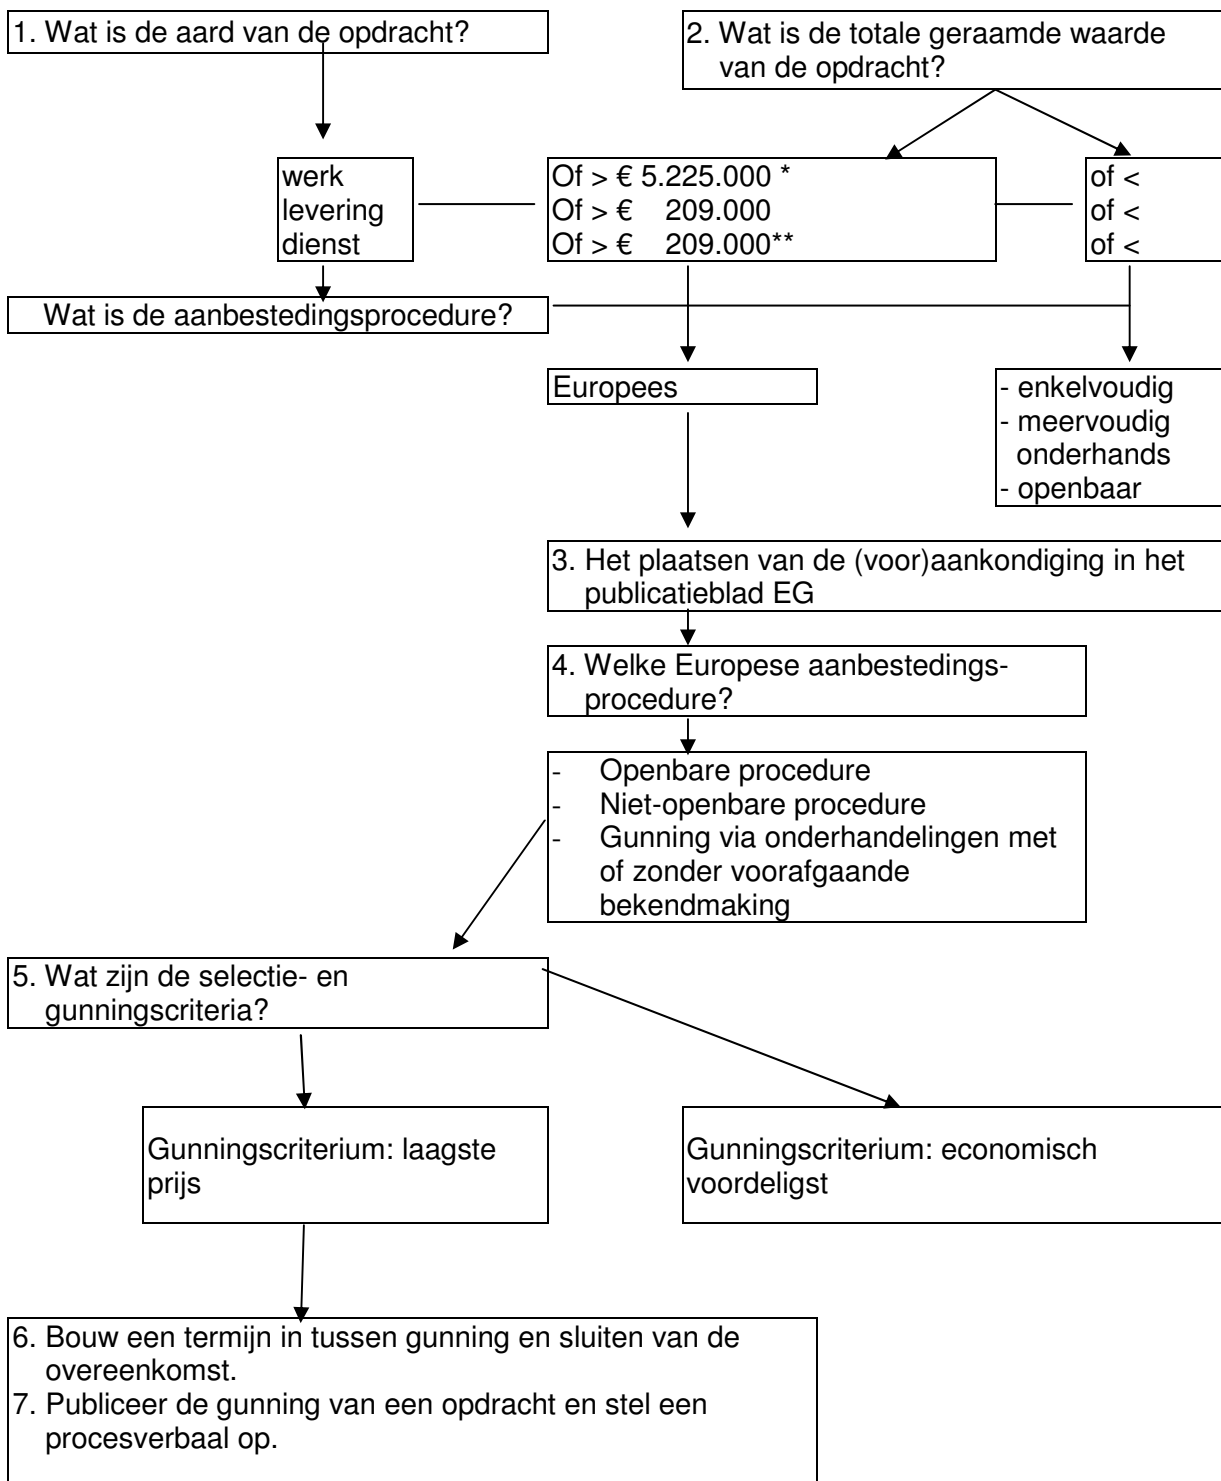 1. Wat is de aard van de opdracht?
2. Wat is de totale geraamde waarde
van de opdracht?
werk
levering
dienst
Of > € 5.225.000 *
Of > € 209.000
Of > € 209.000**
of <
of <
of <
Wat is de aanbestedingsprocedure?
Europees
- enkelvoudig
- meervoudig
onderhands
- openbaar
3. Het plaatsen van de (voor)aankondiging in het
publicatieblad EG
4. Welke Europese aanbestedings-
procedure?
- Openbare procedure
- Niet-openbare procedure
- Gunning via onderhandelingen met
of zonder voorafgaande
bekendmaking
5. Wat zijn de selectie- en
gunningscriteria?
Gunningscriterium: laagste
prijs
Gunningscriterium: economisch
voordeligst
6. Bouw een termijn in tussen gunning en sluiten van de
overeenkomst.
7. Publiceer de gunning van een opdracht en stel een
procesverbaal op.